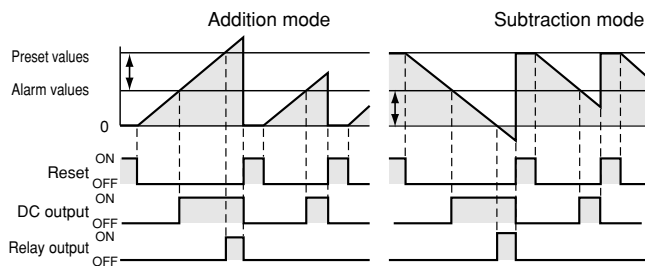 Addition mode
Subtraction mode
Preset values
Alarm values
0
Reset
ON
OFF
DC output
ON
OFF
Relay output
ON
OFF